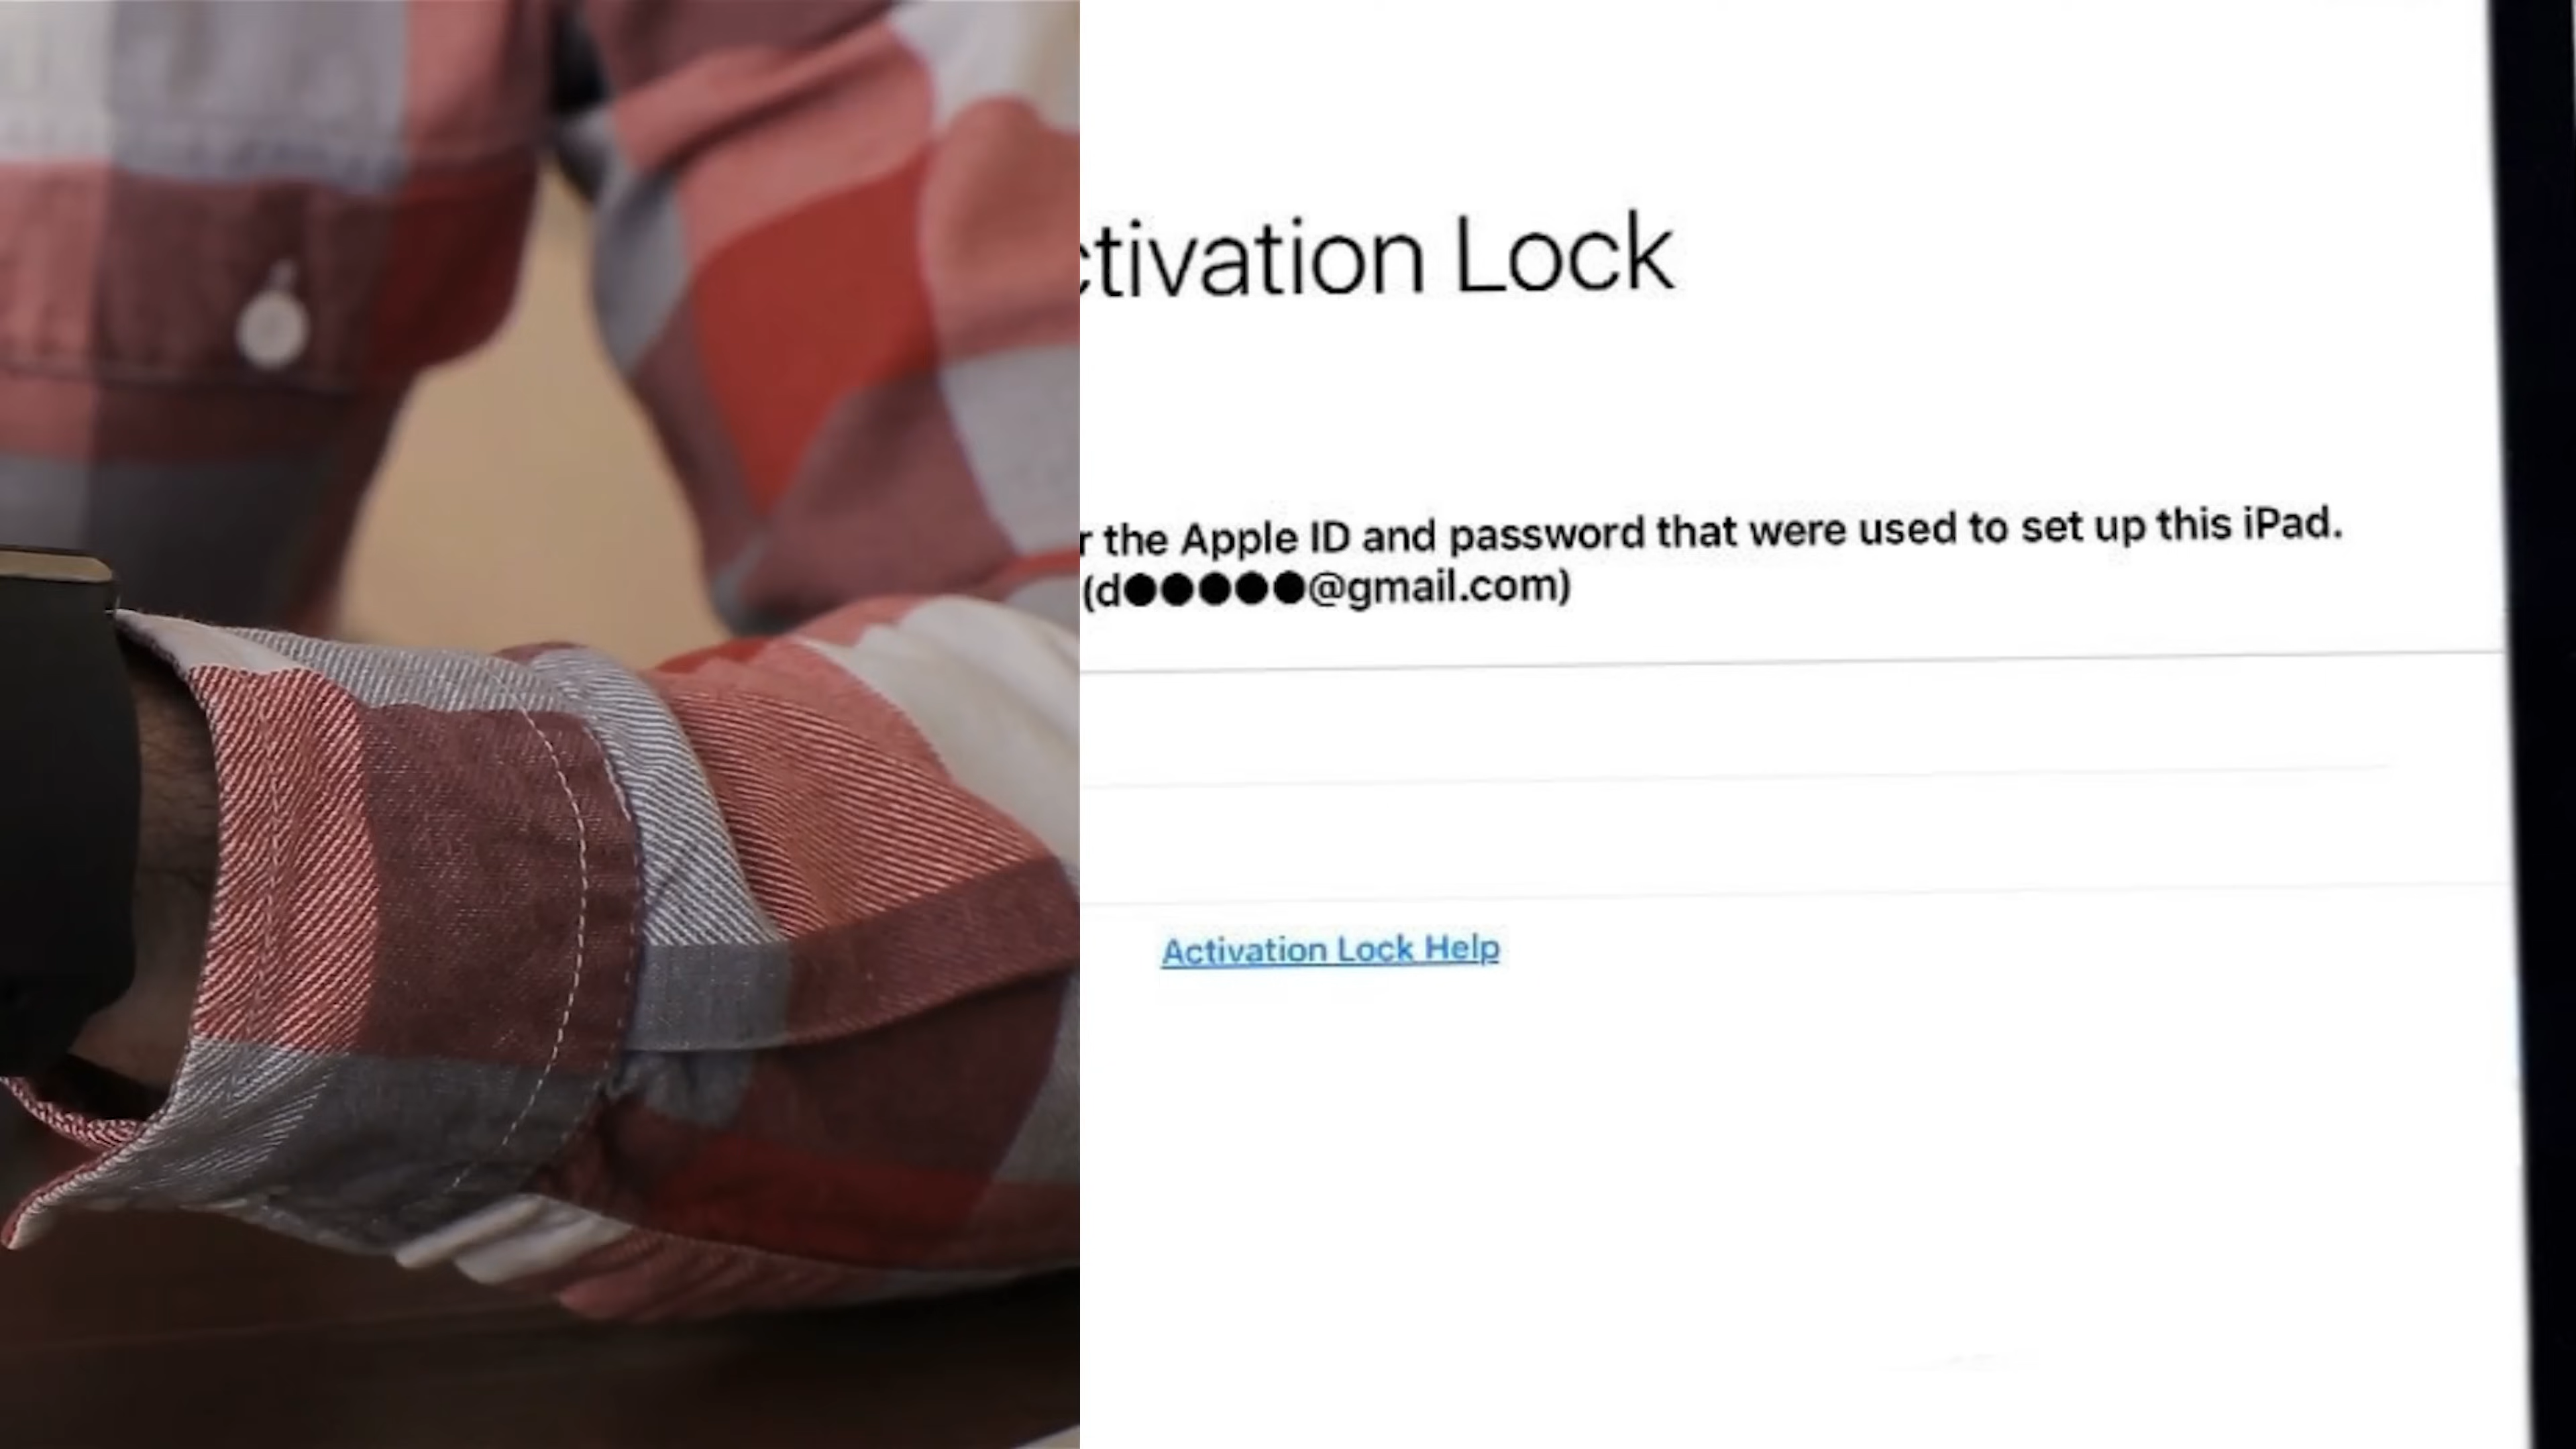 ctivation Lock
r the Apple ID and password that were used to set up this iPad.
(d●●●●●@gmail.com)
Activation Lock Help